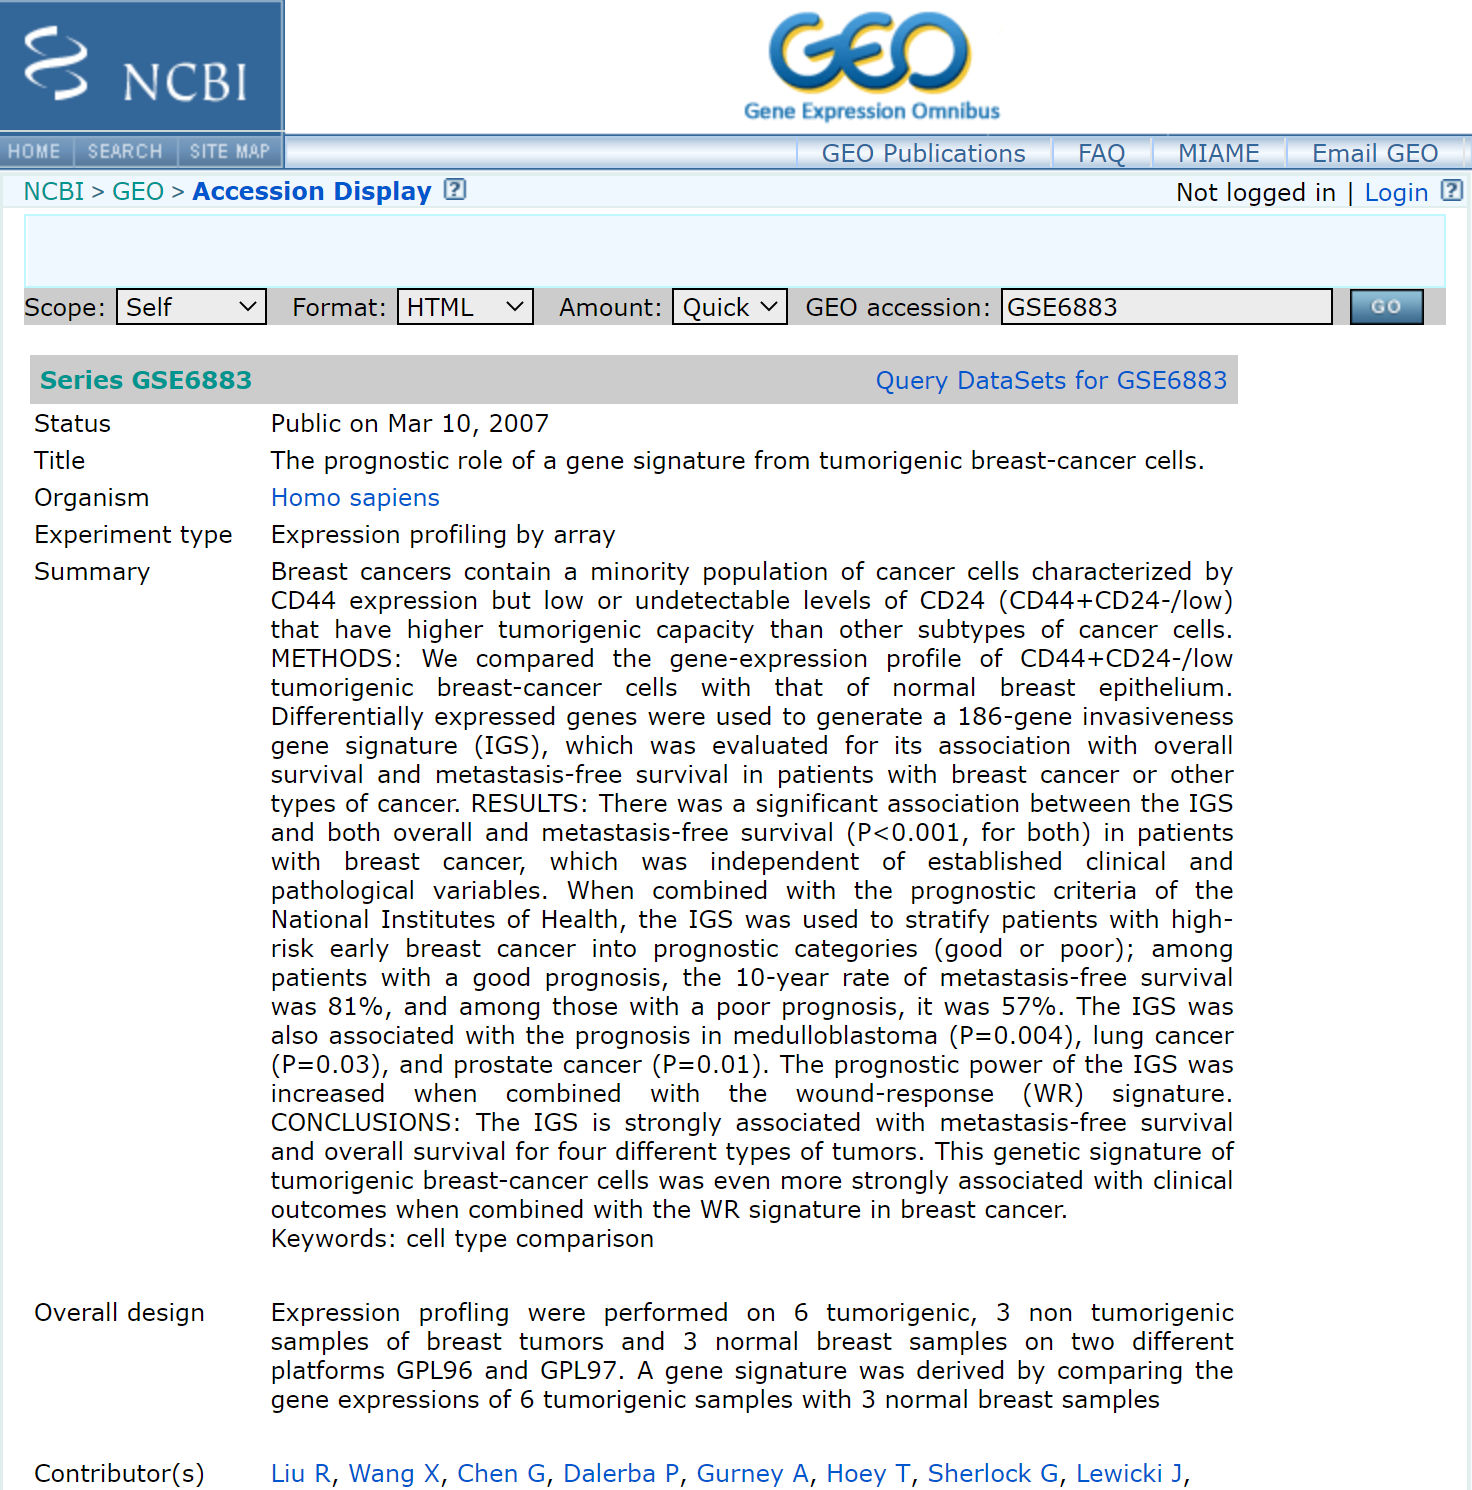 NCBI
GEO
Gene Expression Omnibus
HOME SEARCH SITE MAP
GEO Publications FAQ MIAME Email GEO
NCBI > GEO > Accession Display ? Not logged in | Login ?
Scope: Self Format: HTML Amount: Quick GEO accession: GSE6883 GO
Series GSE6883 Query DataSets for GSE6883
Status Public on Mar 10, 2007
Title The prognostic role of a gene signature from tumorigenic breast-cancer cells.
Organism Homo sapiens
Experiment type Expression profiling by array
Summary Breast cancers contain a minority population of cancer cells characterized by
CD44 expression but low or undetectable levels of CD24 (CD44+CD24-/low)
that have higher tumorigenic capacity than other subtypes of cancer cells.
METHODS: We compared the gene-expression profile of CD44+CD24-/low
tumorigenic breast-cancer cells with that of normal breast epithelium.
Differentially expressed genes were used to generate a 186-gene invasiveness
gene signature (IGS), which was evaluated for its association with overall
survival and metastasis-free survival in patients with breast cancer or other
types of cancer. RESULTS: There was a significant association between the IGS
and both overall and metastasis-free survival (P<0.001, for both) in patients
with breast cancer, which was independent of established clinical and
pathological variables. When combined with the prognostic criteria of the
National Institutes of Health, the IGS was used to stratify patients with high-
risk early breast cancer into prognostic categories (good or poor); among
patients with a good prognosis, the 10-year rate of metastasis-free survival
was 81%, and among those with a poor prognosis, it was 57%. The IGS was
also associated with the prognosis in medulloblastoma (P=0.004), lung cancer
(P=0.03), and prostate cancer (P=0.01). The prognostic power of the IGS was
increased when combined with the wound-response (WR) signature.
CONCLUSIONS: The IGS is strongly associated with metastasis-free survival
and overall survival for four different types of tumors. This genetic signature of
tumorigenic breast-cancer cells was even more strongly associated with clinical
outcomes when combined with the WR signature in breast cancer.
Keywords: cell type comparison
Overall design Expression profling were performed on 6 tumorigenic, 3 non tumorigenic
samples of breast tumors and 3 normal breast samples on two different
platforms GPL96 and GPL97. A gene signature was derived by comparing the
gene expressions of 6 tumorigenic samples with 3 normal breast samples
Contributor(s) Liu R, Wang X, Chen G, Dalerba P, Gurney A, Hoey T, Sherlock G, Lewicki J,